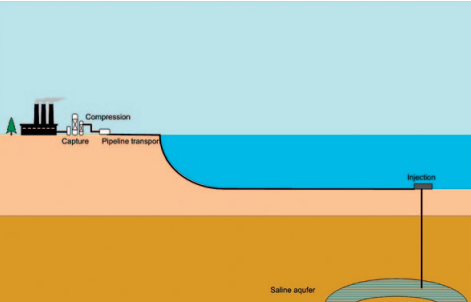 Compression
Capture
Pipeline transpor
Injection
Saline aqufer